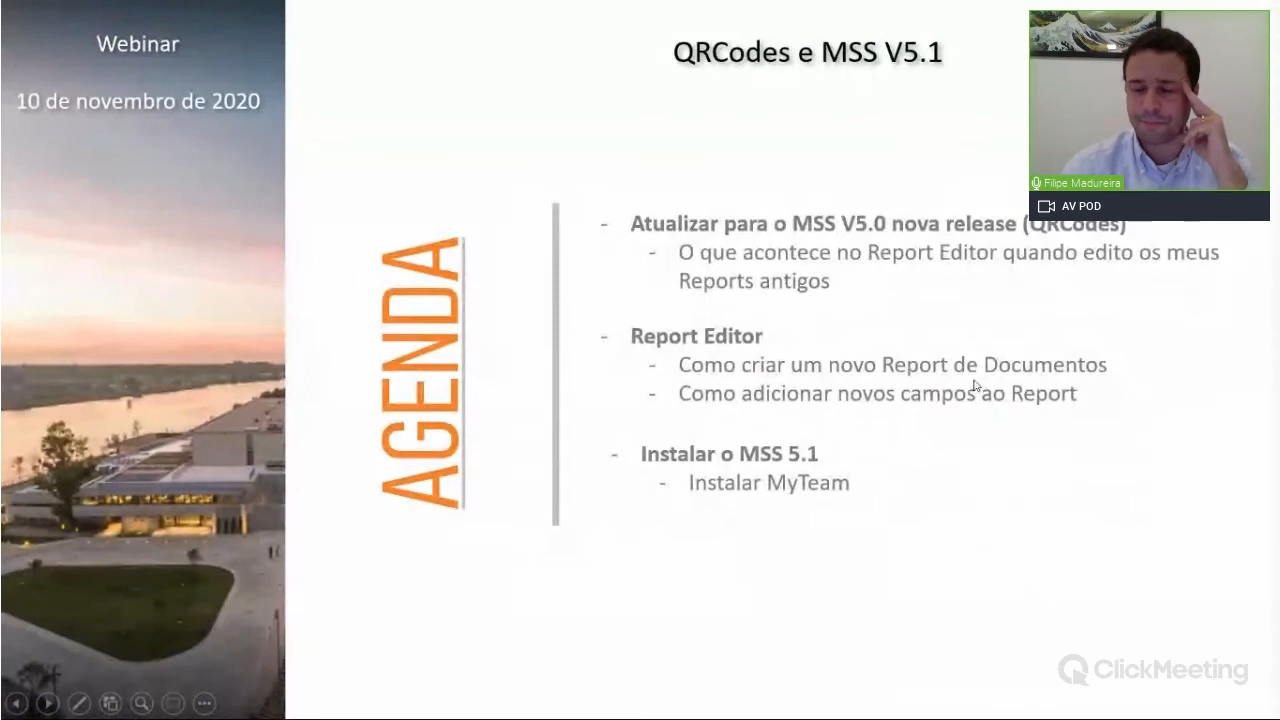 Webinar
10 de novembro de 2020
QRCodes e MSS V5.1
Filipe Madureira
AV POD
AGENDA
- Atualizar para o MSS V5.0 nova release (QRCodes)
- O que acontece no Report Editor quando edito os meus
Reports antigos
- Report Editor
- Como criar um novo Report de Documentos
- Como adicionar novos campos ao Report
- Instalar o MSS 5.1
- Instalar MyTeam
ClickMeeting